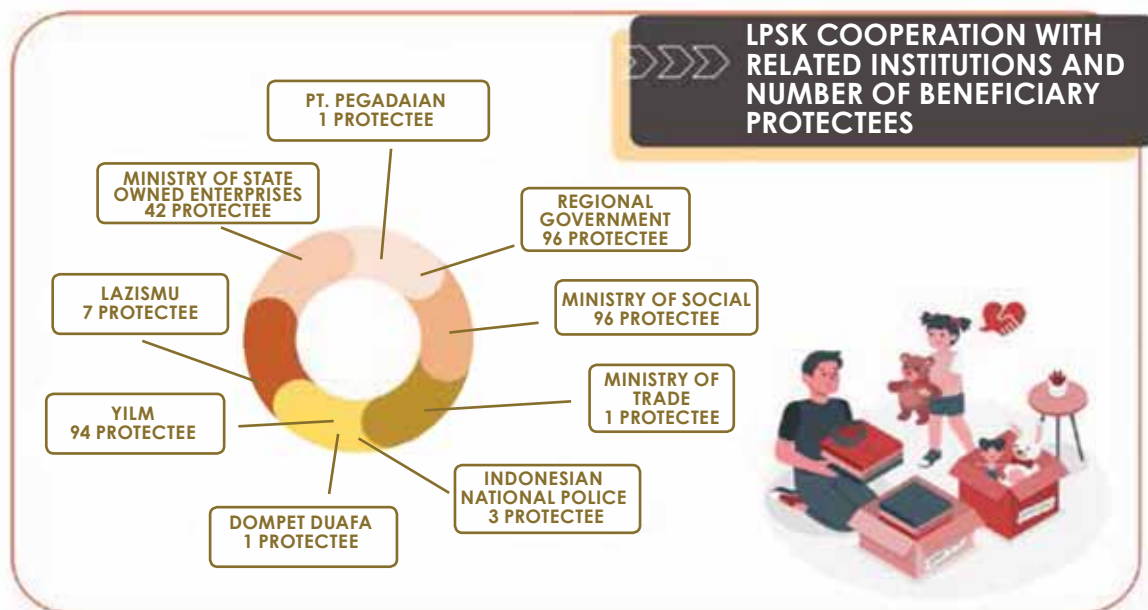 LPSK COOPERATION WITH
RELATED INSTITUTIONS AND
NUMBER OF BENEFICIARY
PROTECTEES
PT. PEGADAIAN
1 PROTECTEE
MINISTRY OF STATE
OWNED ENTERPRISES
42 PROTECTEE
REGIONAL
GOVERNMENT
96 PROTECTEE
LAZISMU
7 PROTECTEE
MINISTRY OF SOCIAL
96 PROTECTEE
YILM
94 PROTECTEE
MINISTRY OF
TRADE
1 PROTECTEE
DOMPET DUAFA
1 PROTECTEE
INDONESIAN
NATIONAL POLICE
3 PROTECTEE